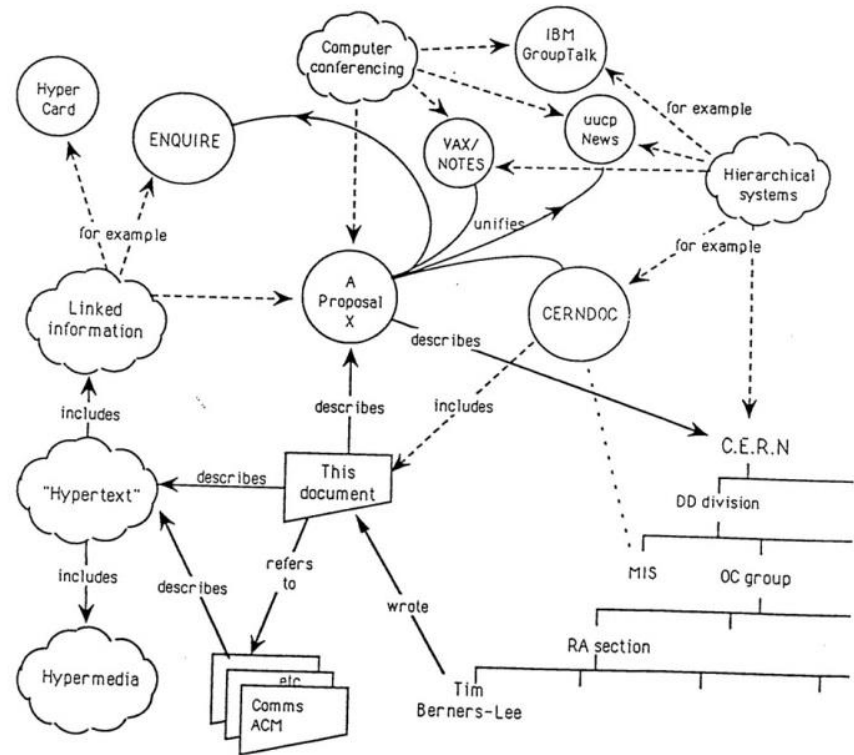 IBM
GroupTalk
Computer
conferencing
Hyper
Card
for example
uucp
News
ENQUIRE
VAX/
NOTES
Hierarchical
systems
unifies
for example
for example
A
Proposal
X
Linked
information
CERNDOC
describes
includes
describes
includes
C.E.R.N
This
document
describes
"Hypertext"
DD division
refers
to
MIS
OC group
includes
describes
wrote
RA section
Hypermedia
etc
Tim
Berners-Lee
Comms
ACM